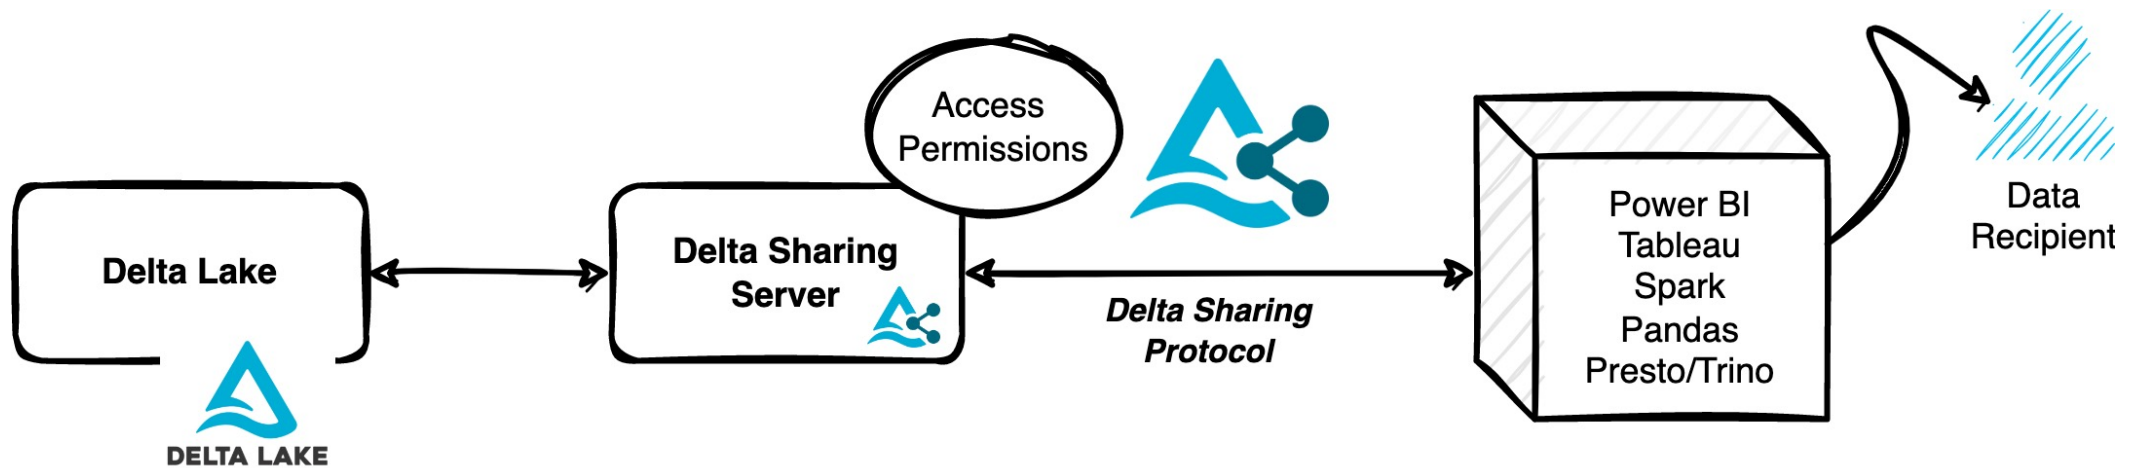 Delta Lake
DELTA LAKE
Delta Sharing
Server
Access
Permissions
Delta Sharing
Protocol
Power BI
Tableau
Spark
Pandas
Presto/Trino
Data
Recipient